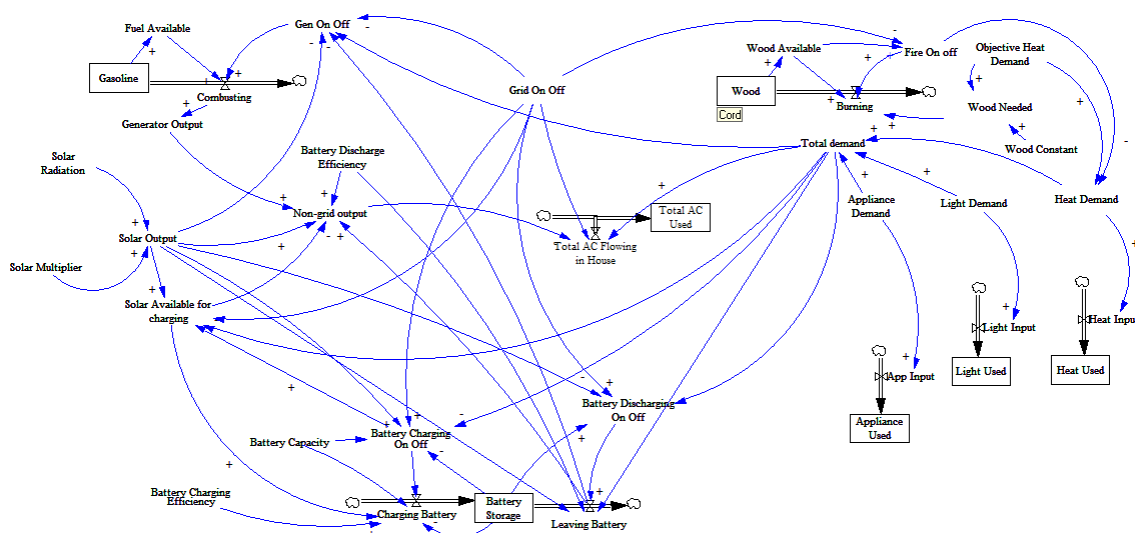 Gen On Off
Fuel Available
Gasoline
Combusting
Generator Output
Grid On Off
Wood Available
Fire On off
Objective Heat
Demand
Wood
Cord
Burning
Wood Needed
Wood Constant
Total demand
Solar
Radiation
Battery Discharge
Efficiency
Non-grid output
Total AC
Used
Total AC Flowing
in House
Appliance
Demand
Light Demand
Heat Demand
Solar Output
Solar Multiplier
Solar Available for
charging
Light Input
Heat Inpu
Light Used
Heat Used
App Input
Appliance
Used
Battery Discharging
On Off
Battery Charging
On Off
Battery Capacity
Battery Charging
Efficiency
Charging Battery
Battery
Storage
Leaving Battery